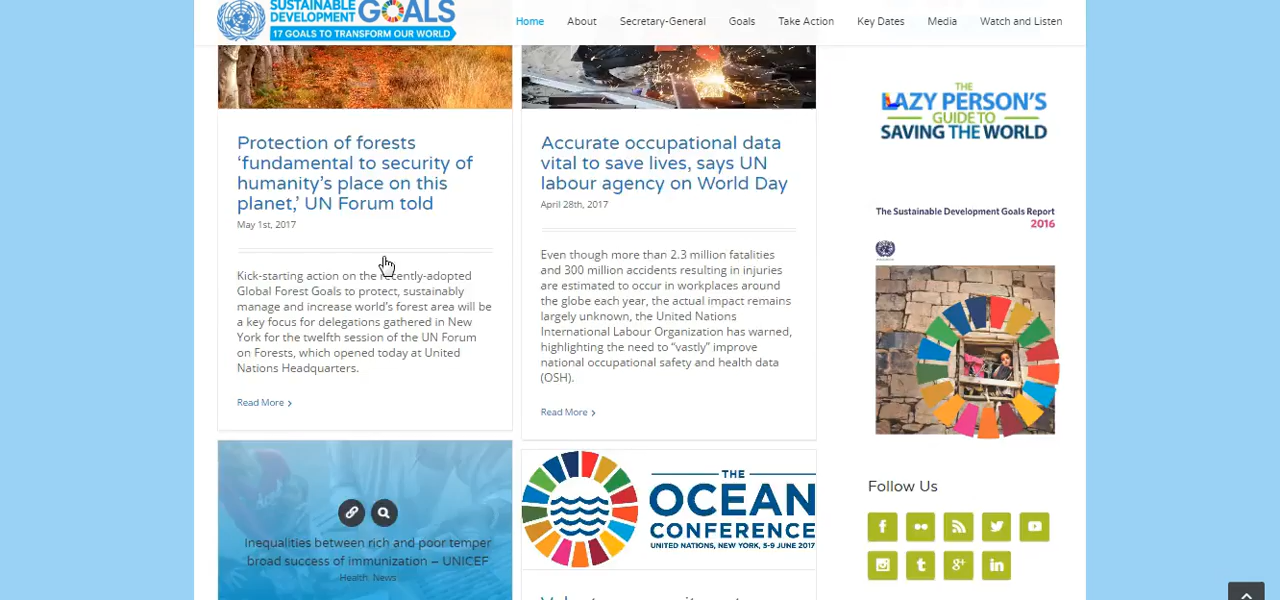 SUSTAINABLE
DEVELOPMENT GOALS
17 GOALS TO TRANSFORM OUR WORLD
Home About Secretary-General Goals Take Action Key Dates Media Watch and Listen
Protection of forests
‘fundamental to security of
humanity’s place on this
planet,’ UN Forum told
May 1st, 2017
Kick-starting action on the recently-adopted
Global Forest Goals to protect, sustainably
manage and increase world’s forest area will be
a key focus for delegations gathered in New
York for the twelfth session of the UN Forum
on Forests, which opened today at United
Nations Headquarters.
Read More >
Accurate occupational data
vital to save lives, says UN
labour agency on World Day
April 28th, 2017
Even though more than 2.3 million fatalities
and 300 million accidents resulting in injuries
are estimated to occur in workplaces around
the globe each year, the actual impact remains
largely unknown, the United Nations
International Labour Organization has warned,
highlighting the need to “vastly” improve
national occupational safety and health data
(OSH).
Read More >
Inequalities between rich and poor temper
broad success of immunization – UNICEF
Health, News
THE
OCEAN
CONFERENCE
UNITED NATIONS, NEW YORK, 5-9 JUNE 2017
THE
LAZY PERSON'S
GUIDE TO
SAVING THE WORLD
The Sustainable Development Goals Report
2016
Follow Us